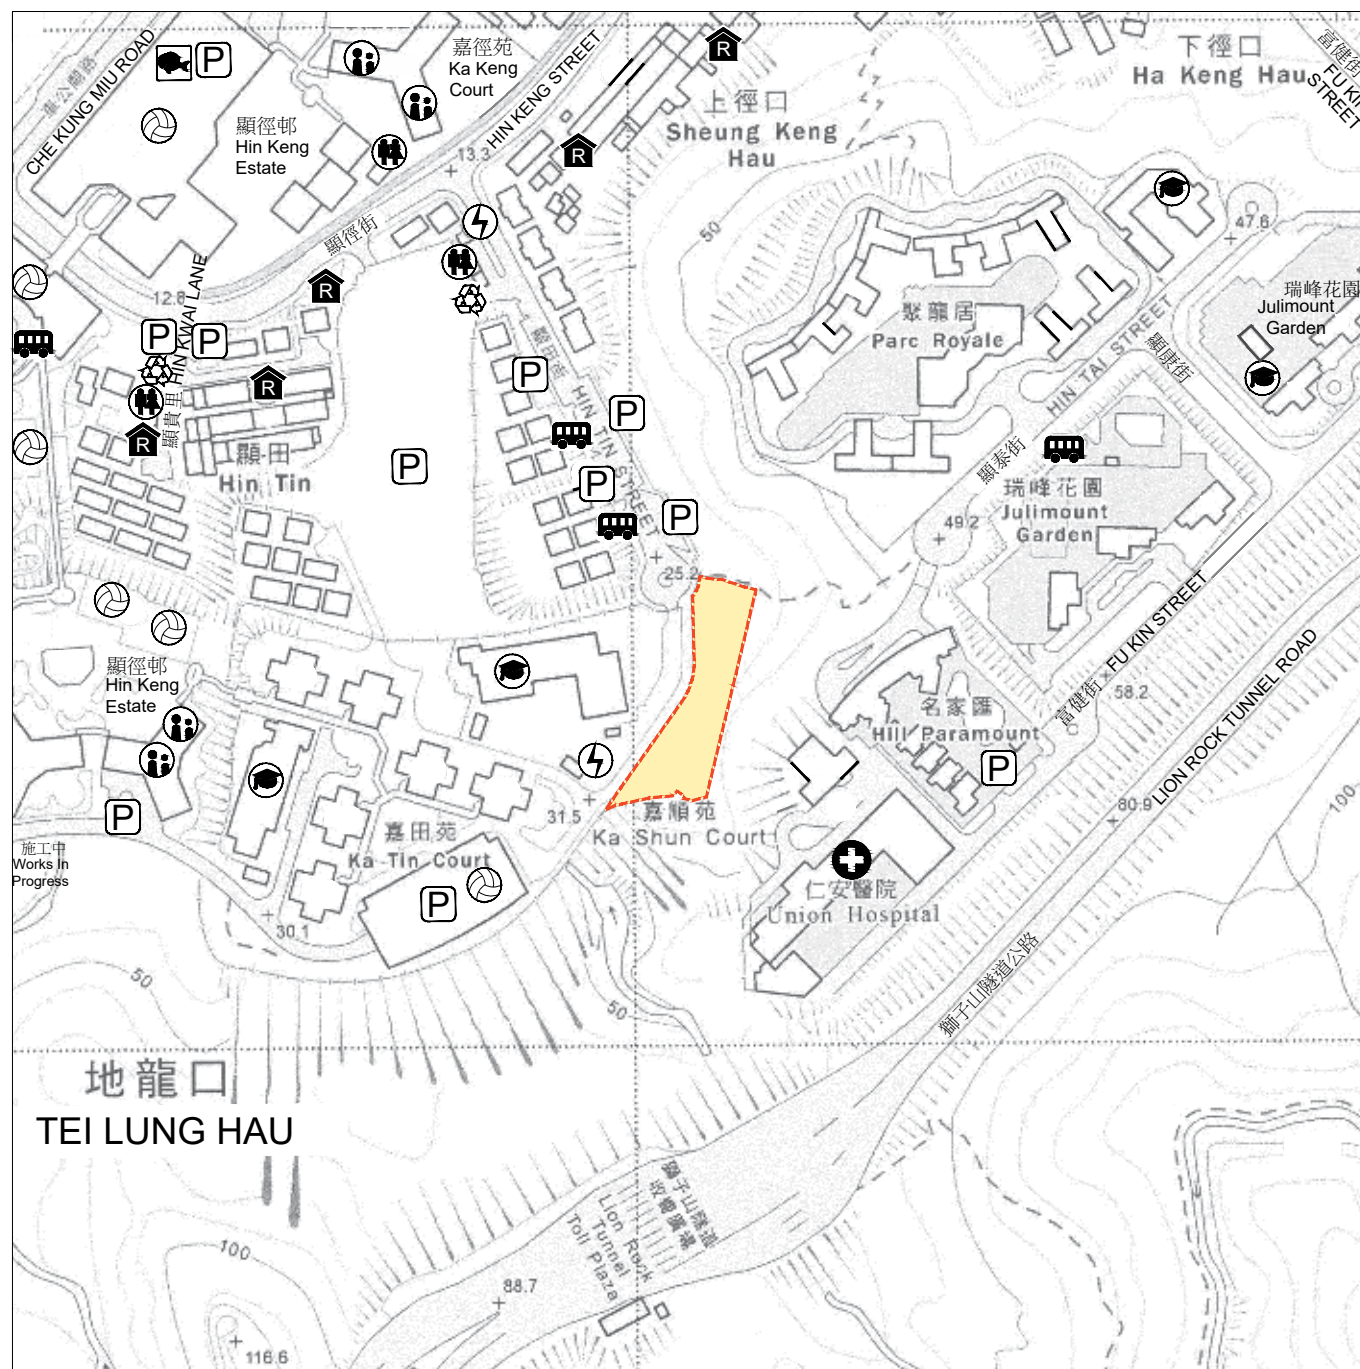 車公廟路
CHE KUNG MIU ROAD
P
嘉徑苑
Ka Keng
Court
HIN KENG STREET
R
下徑口
Ha Keng Hau
富健街
FU KIN
STREET
上徑口
Sheung Keng
Hau
顯徑邨
Hin Keng
Estate
13.3
R
50
顯徑街
47.6
R
12.8
瑞峰花園
Julimount
Garden
聚龍居
Parc Royale
HIN TAI STREET
顯康街
P
P
HIN KWAI LANE
顯貴里
R
R
P
P
HIN TIN STREET
顯田
Hin Tin
P
顯泰街
瑞峰花園
Julimount
Garden
P
P
49.2
25.2
顯徑邨
Hin Keng
Estate
富健街
FU KIN STREET
58.2
LION ROCK TUNNEL ROAD
名家匯
Hill Paramount
P
80.9
100
31.5
嘉順苑
Ka Shun Court
P
嘉田苑
Ka Tin Court
施工中
Works In
Progress
P
仁安醫院
Union Hospital
30.1
獅子山隧道公路
50
50
地龍口
TEI LUNG HAU
獅子山隧道
收費廣場
Lion Rock
Tunnel
Toll Plaza
100
88.7
116.6